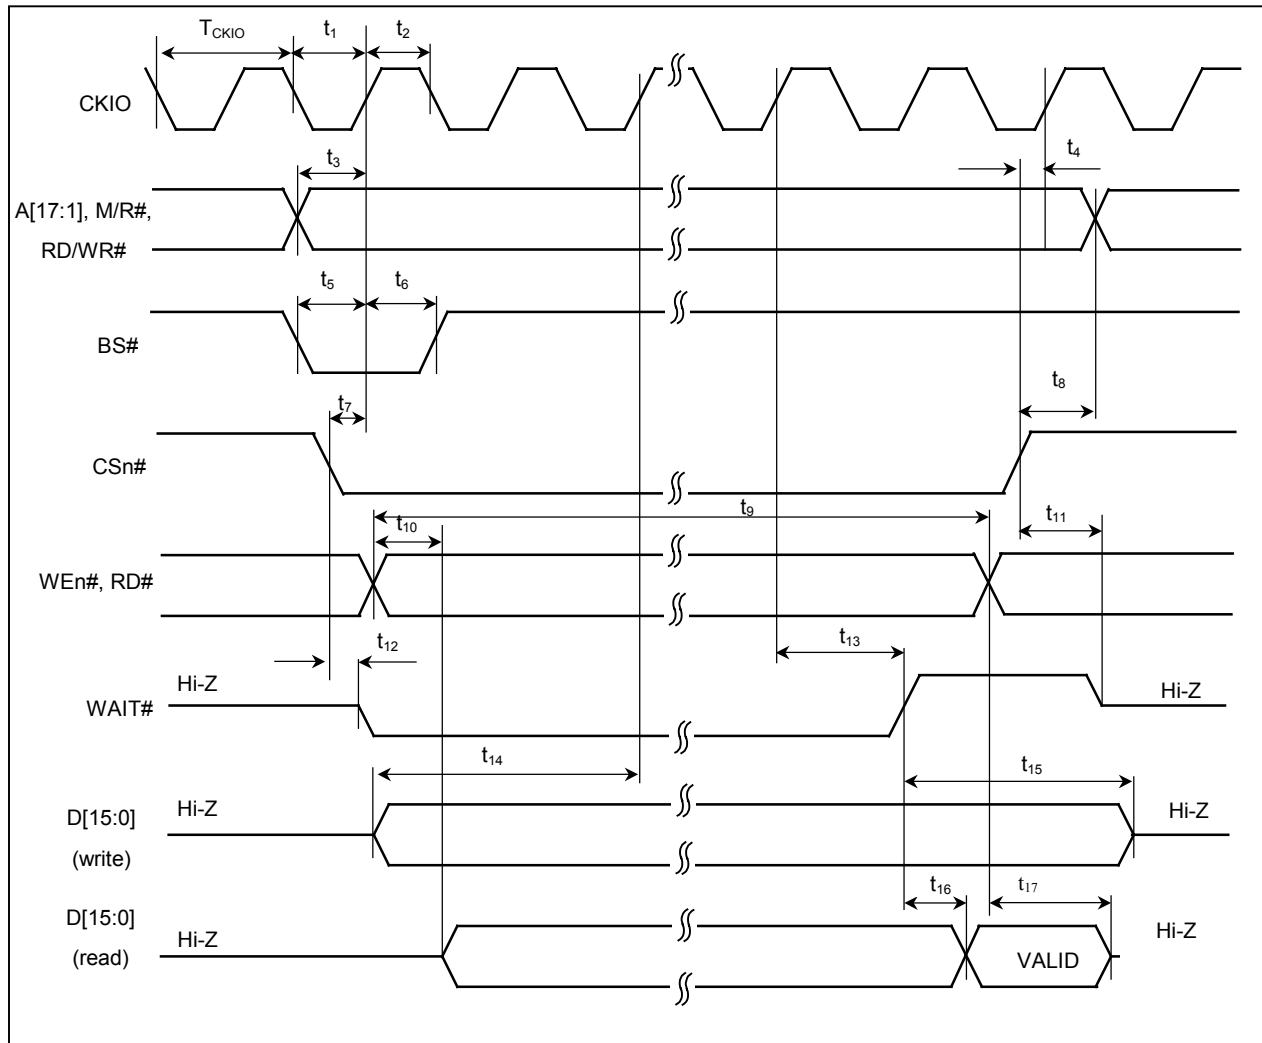 T_CKIO t₁ t₂
CKIO
t₃ t₄
A[17:1], M/R#,
RD/WR#
t₅ t₆
BS#
t₇ t₈
CSn#
t₉
t₁₀ t₁₁
WEn#, RD#
t₁₂ t₁₃
Hi-Z Hi-Z
WAIT#
t₁₄ t₁₅
Hi-Z Hi-Z
D[15:0]
(write)
t₁₆ t₁₇
D[15:0]
Hi-Z Hi-Z
(read) VALID